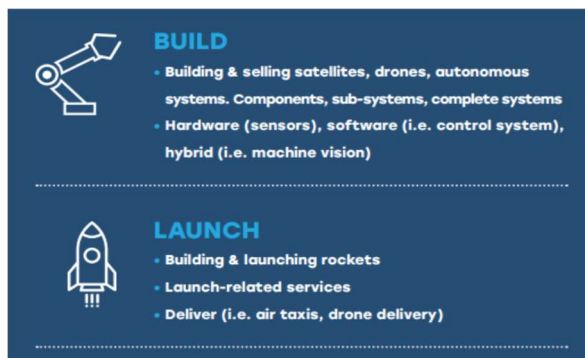 BUILD
• Building & selling satellites, drones, autonomous
systems. Components, sub-systems, complete systems
• Hardware (sensors), software (i.e. control system),
hybrid (i.e. machine vision)
LAUNCH
• Building & launching rockets
• Launch-related services
• Deliver (i.e. air taxis, drone delivery)